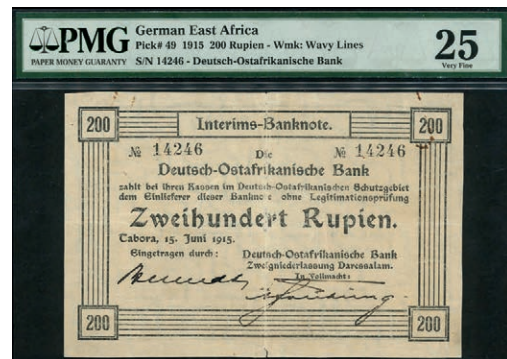 PMG
PAPER MONEY GUARANTY
German East Africa
Pick# 49 1915 200 Rupien - Wmk: Wavy Lines
S/N 14246 - Deutsch-Ostafrikanische Bank
25
Very Fine
200 Interims-Banknote. 200
№ 14246 Die № 14246
Deutsch-Ostafrikanische Bank
zahlt bei ihren Kassen im Deutsch-Ostafrikanischen Schutzgebiet
dem Einlieferer dieser Banknote ohne Legitimationsprüfung
Zweihundert Rupien.
Tabora, 15. Juni 1915.
Eingetragen durch: Deutsch-Ostafrikanische Bank
Zweigniederlassung Daressalam.
In Vollmacht:
200 200